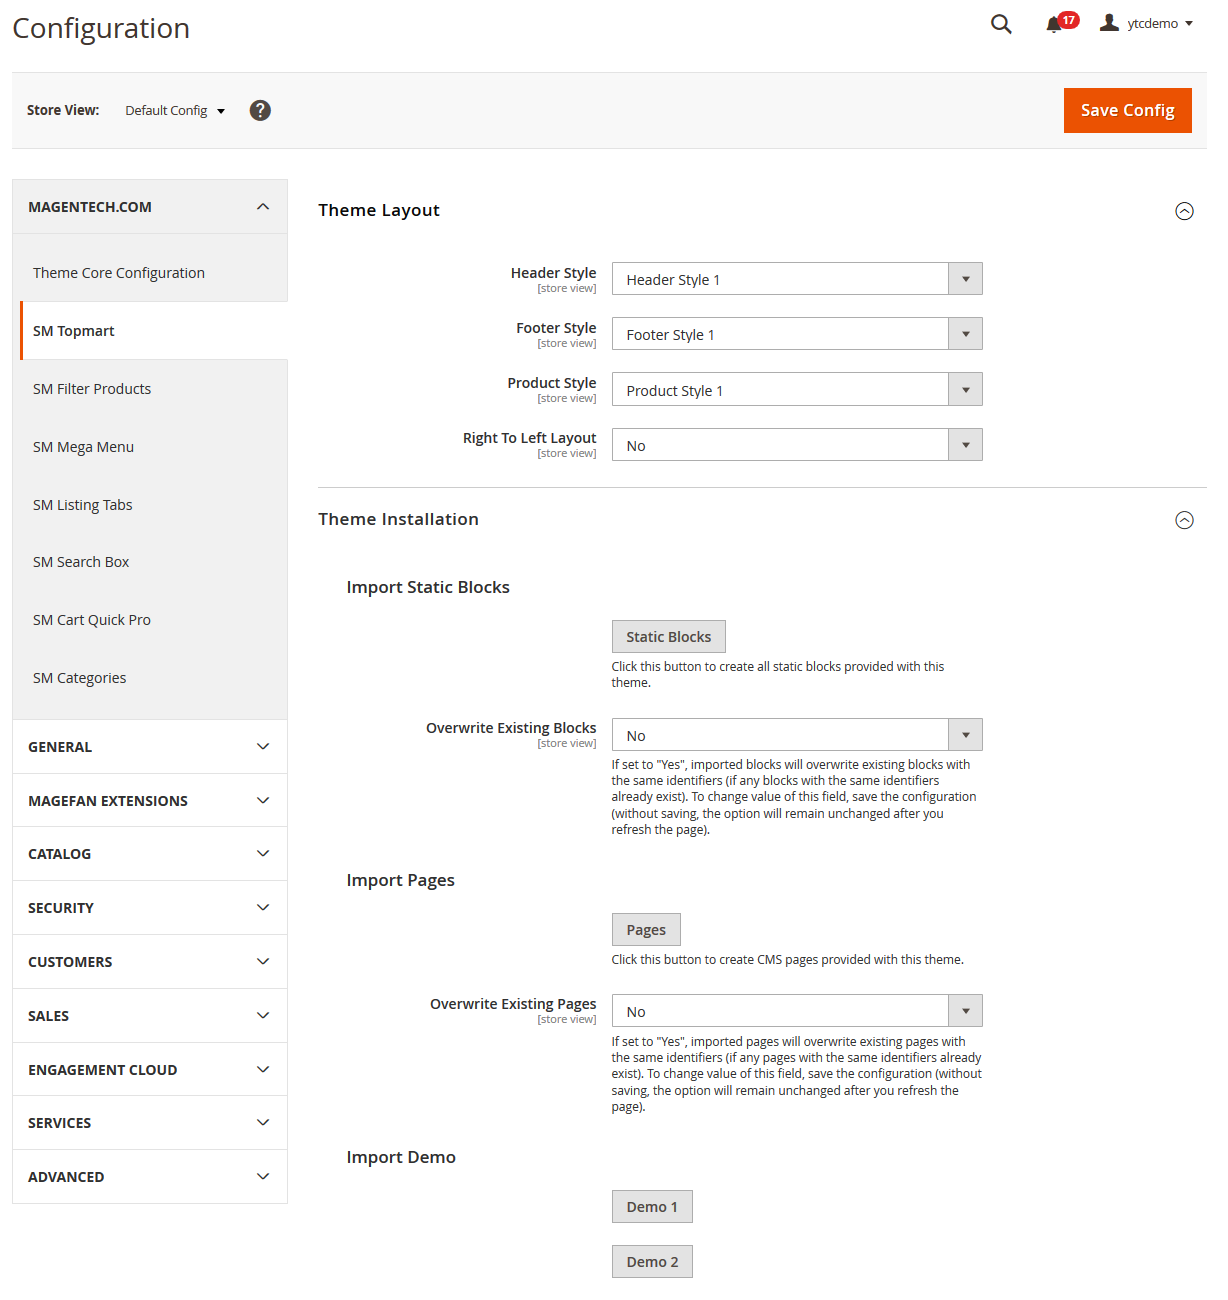 Configuration
17
ytcdemo
Store View:
Default Config
?
Save Config
MAGENTECH.COM
Theme Core Configuration
SM Topmart
SM Filter Products
SM Mega Menu
SM Listing Tabs
SM Search Box
SM Cart Quick Pro
SM Categories
GENERAL
MAGEFAN EXTENSIONS
CATALOG
SECURITY
CUSTOMERS
SALES
ENGAGEMENT CLOUD
SERVICES
ADVANCED
Theme Layout
Header Style
[store view]
Header Style 1
Footer Style
[store view]
Footer Style 1
Product Style
[store view]
Product Style 1
Right To Left Layout
[store view]
No
Theme Installation
Import Static Blocks
Static Blocks
Click this button to create all static blocks provided with this
theme.
Overwrite Existing Blocks
[store view]
No
If set to "Yes", imported blocks will overwrite existing blocks with
the same identifiers (if any blocks with the same identifiers
already exist). To change value of this field, save the configuration
(without saving, the option will remain unchanged after you
refresh the page).
Import Pages
Pages
Click this button to create CMS pages provided with this theme.
Overwrite Existing Pages
[store view]
No
If set to "Yes", imported pages will overwrite existing pages with
the same identifiers (if any pages with the same identifiers already
exist). To change value of this field, save the configuration (without
saving, the option will remain unchanged after you refresh the
page).
Import Demo
Demo 1
Demo 2